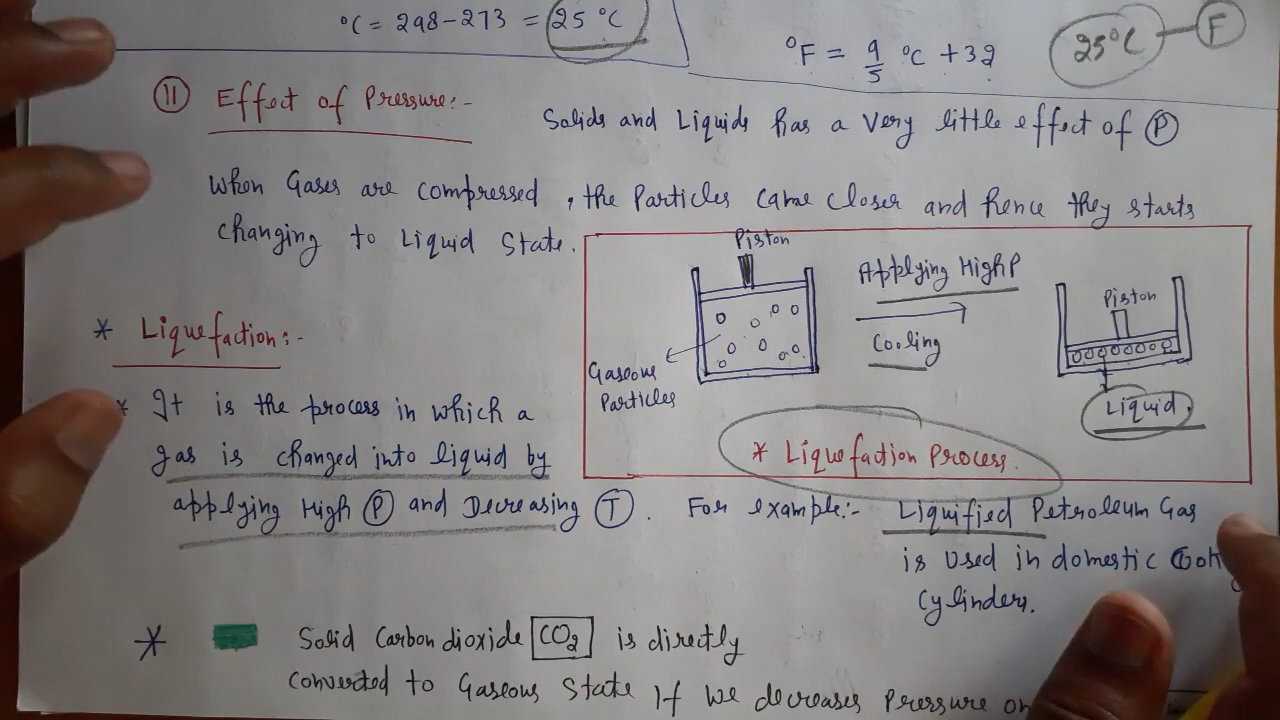 °C = 298-273 = 25 °C
°F = 9/5 °C + 32
25°C — F
11 Effect of Pressure:-
Solids and Liquids has a very little effect of P
When Gases are compressed, the Particles came closer and hence they starts
changing to Liquid State.
Piston
Applying High P
Cooling
Gaseous
Particles
Piston
Liquid
* Liquefaction Process.
* Liquefaction:-
* It is the process in which a
gas is changed into liquid by
applying High P and Decreasing T. For example:- Liquified Petroleum Gas
is used in domestic
Cylinders.
* Solid Carbondioxide CO2 is directly
converted to Gaseous State If we decreases Pressure on